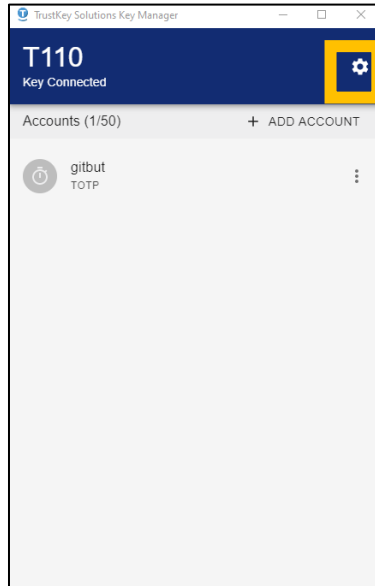 TrustKey Solutions Key Manager
T110
Key Connected
Accounts (1/50) + ADD ACCOUNT
gitbut
TOTP